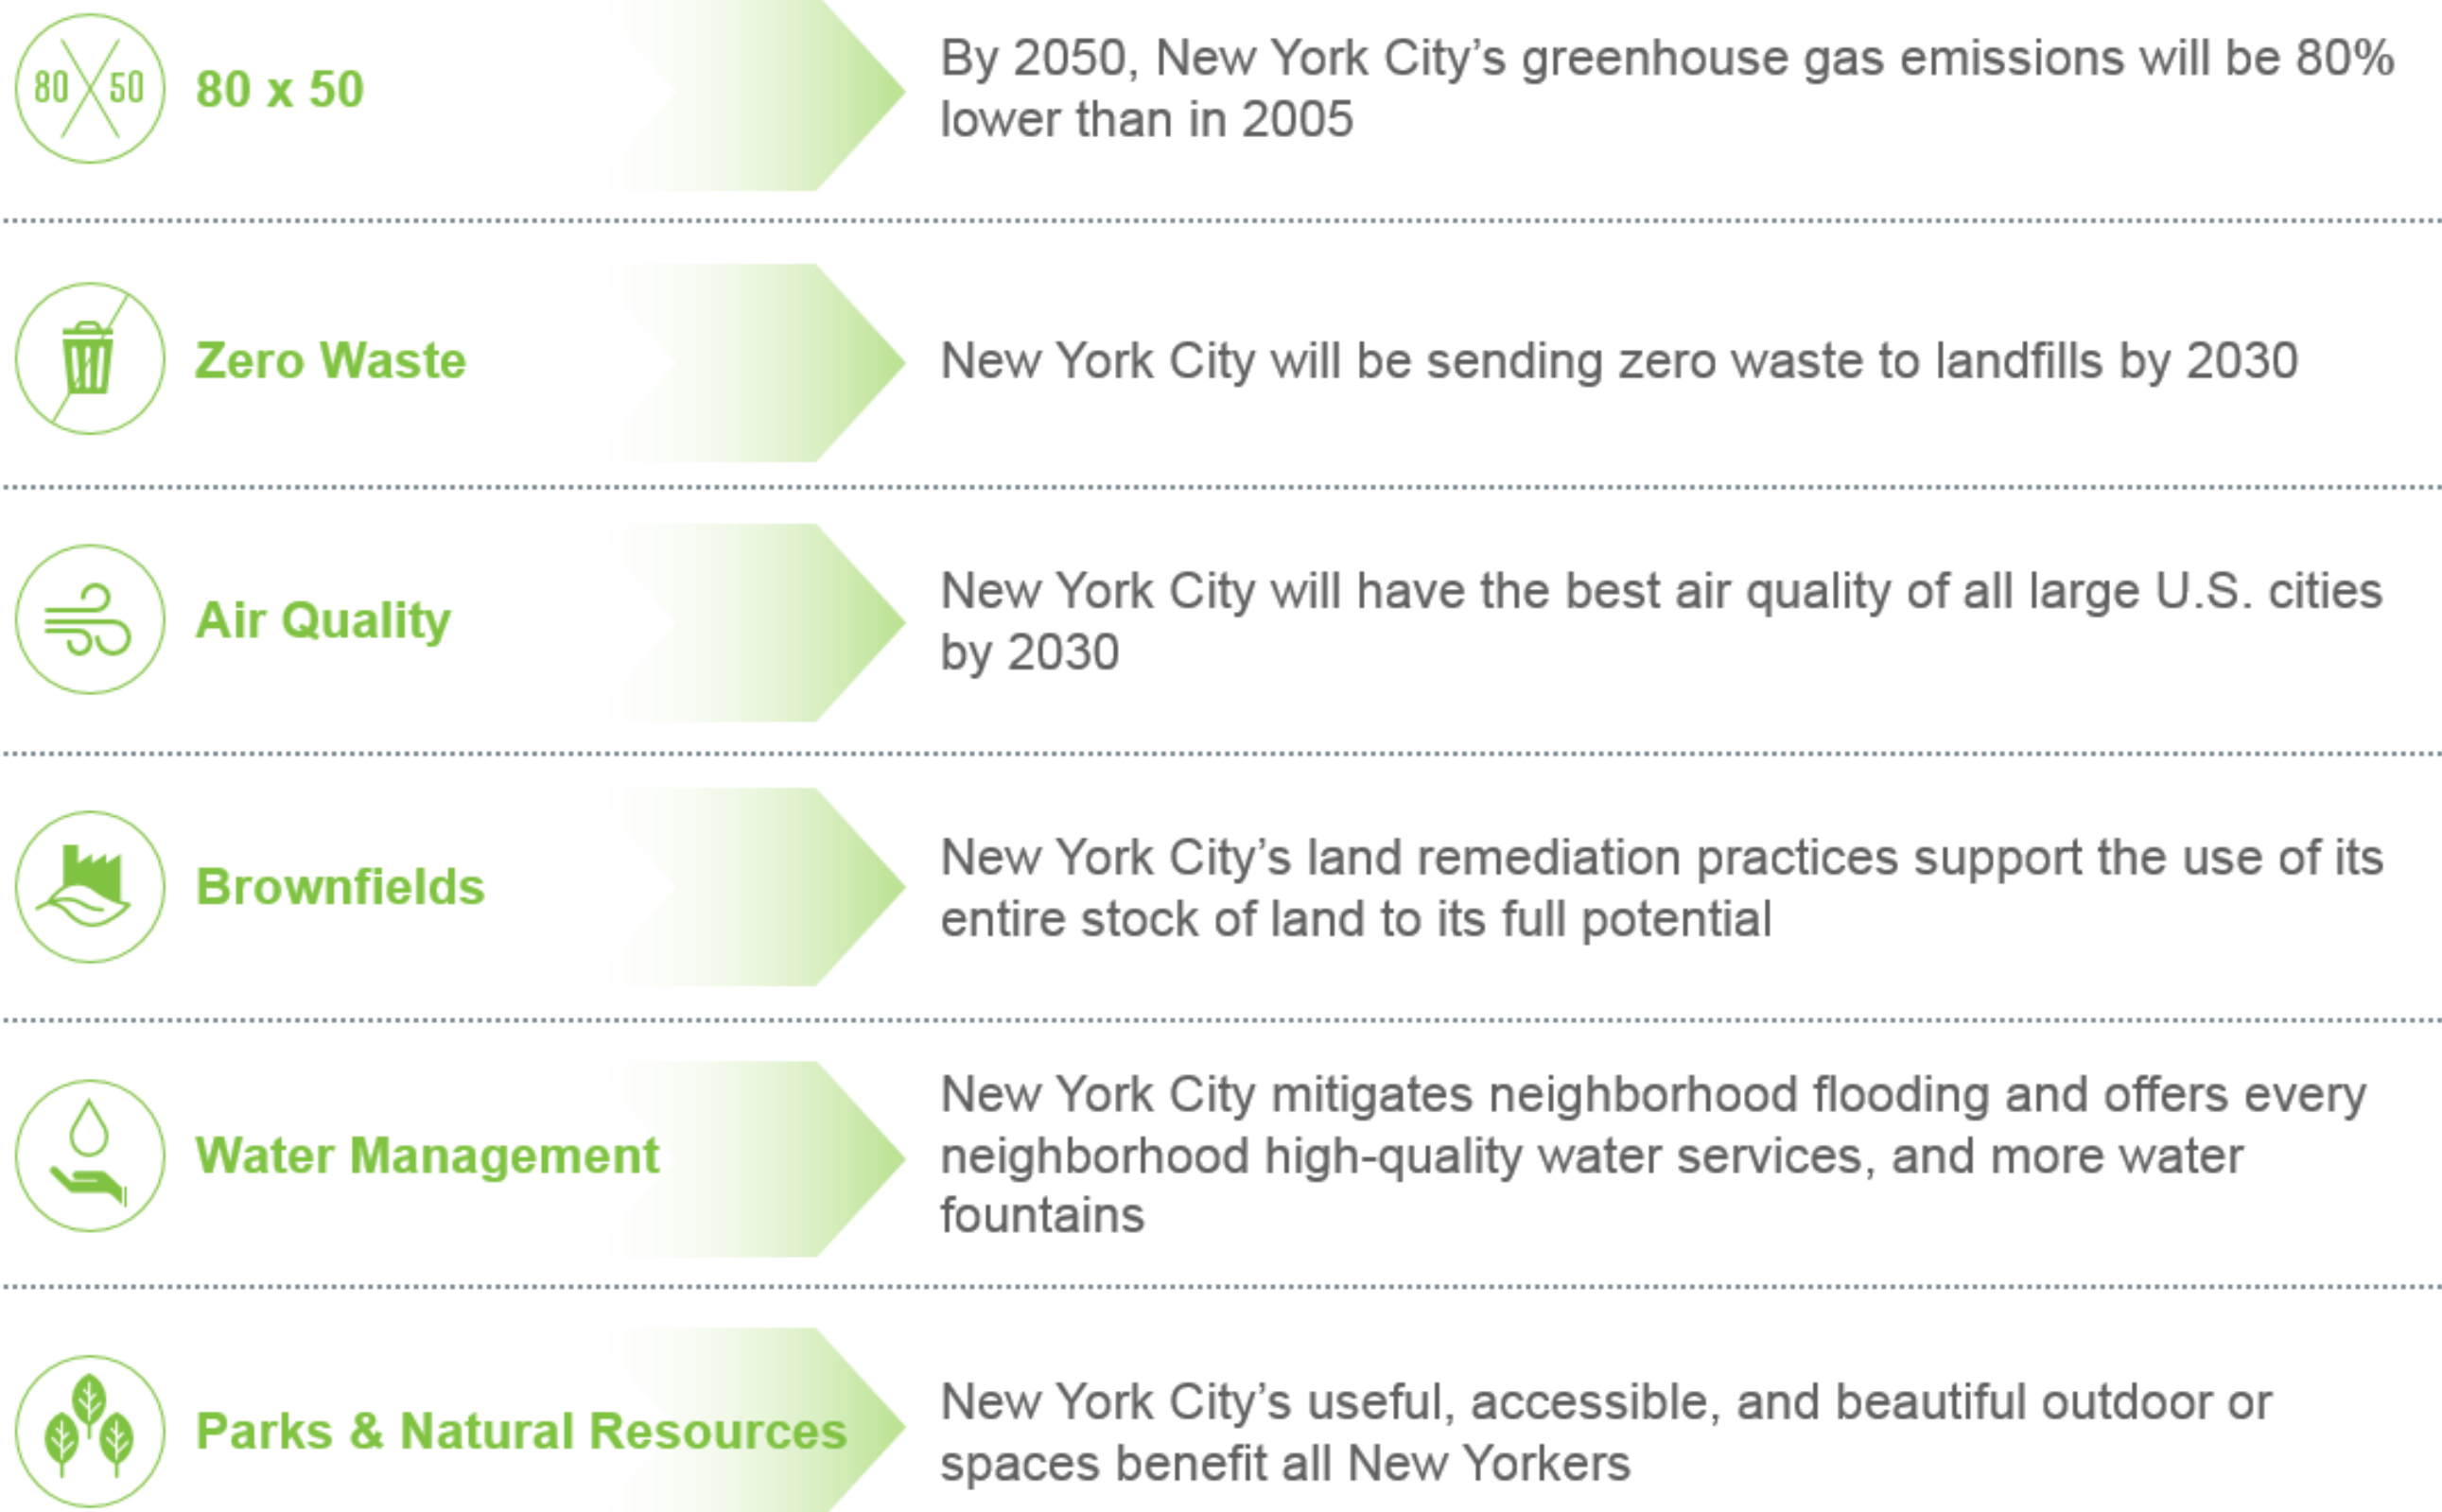 80 50
80 x 50
By 2050, New York City’s greenhouse gas emissions will be 80%
lower than in 2005
Zero Waste
New York City will be sending zero waste to landfills by 2030
Air Quality
New York City will have the best air quality of all large U.S. cities
by 2030
Brownfields
New York City’s land remediation practices support the use of its
entire stock of land to its full potential
Water Management
New York City mitigates neighborhood flooding and offers every
neighborhood high-quality water services, and more water
fountains
Parks & Natural Resources
New York City’s useful, accessible, and beautiful outdoor or
spaces benefit all New Yorkers